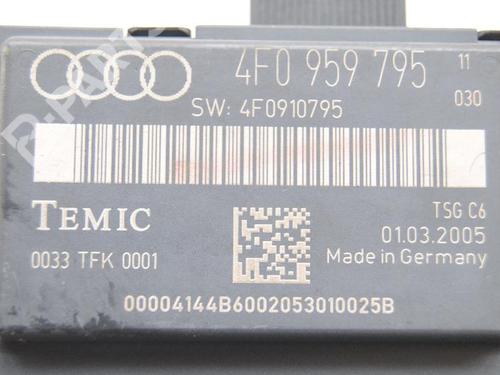 4F0 959 795 11
030
SW: 4F0910795
TEMIC
TSG C6
01.03.2005
0033 TFK 0001
Made in Germany
00004144B6002053010025B
B-PARTS